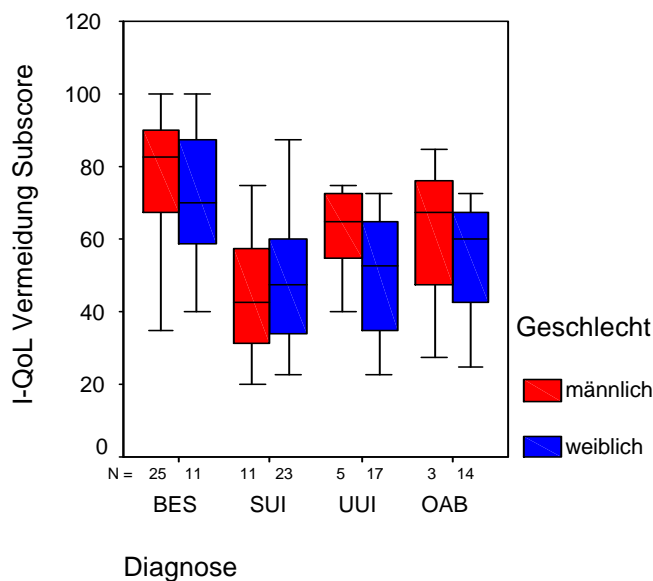 120
100
80
60
40
20
0
I-QoL Vermeidung Subscore
N = 25 11 11 23 5 17 3 14
BES SUI UUI OAB
Diagnose
Geschlecht
männlich
weiblich